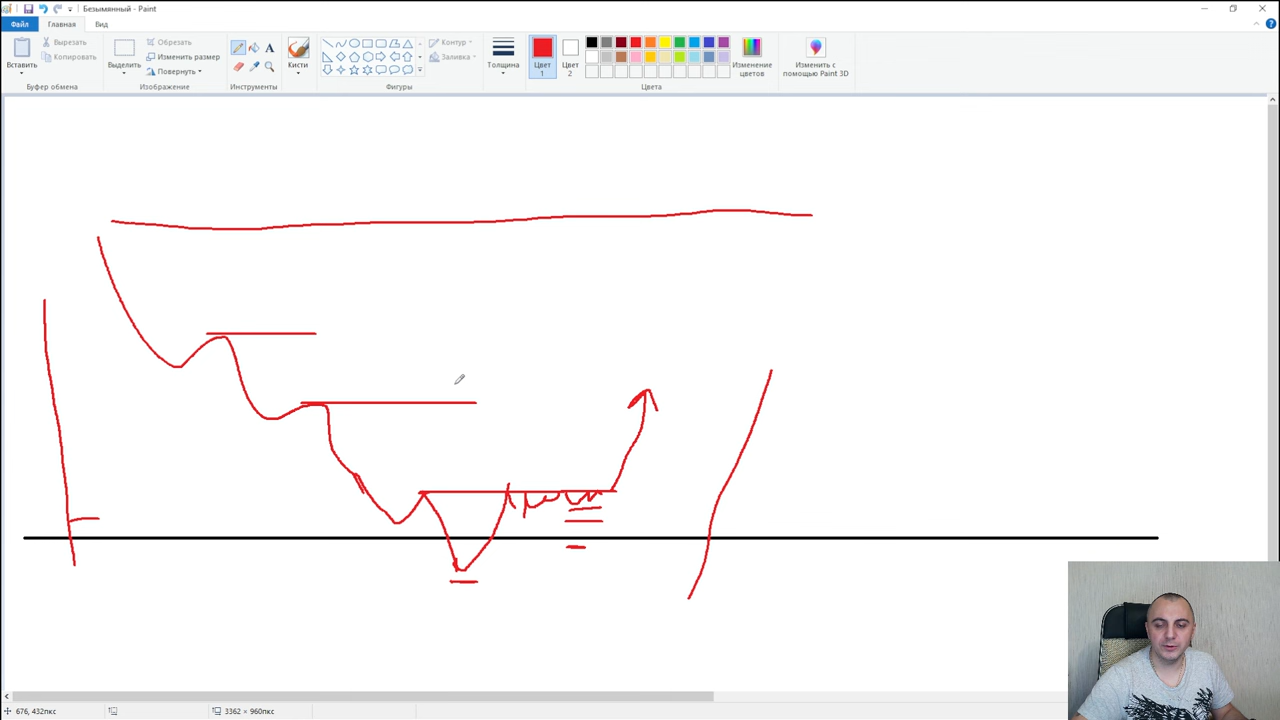 Безымянный - Paint
Файл Главная Вид
Вставить
Вырезать
Копировать
Буфер обмена
Выделить
Обрезать
Изменить размер
Повернуть
Изображение
Инструменты
Кисти
Контур
Заливка
Фигуры
Толщина
Цвет 1
Цвет 2
Изменение цветов
Цвета
Изменить с помощью Paint 3D
676, 432пкс
3362 × 960пкс